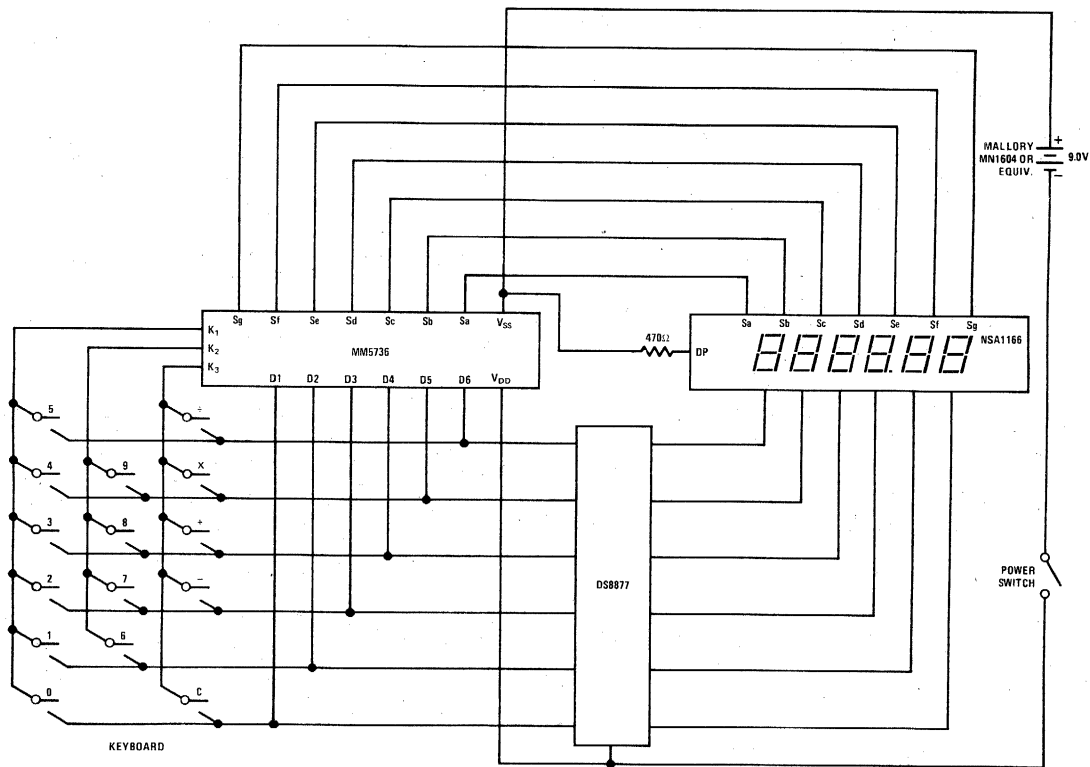 MALLORY
MN1604 OR
EQUIV.
+
9.0V
−
Sg Sf Se Sd Sc Sb Sa VSS
K1
K2
K3
MM5736
D1 D2 D3 D4 D5 D6 VDD
470Ω
Sa Sb Sc Sd Se Sf Sg
NSA1166
DP
8888.88
5 ÷
4 9 x
3 8 +
2 7 −
1 6
0 C
DS8877
POWER
SWITCH
KEYBOARD